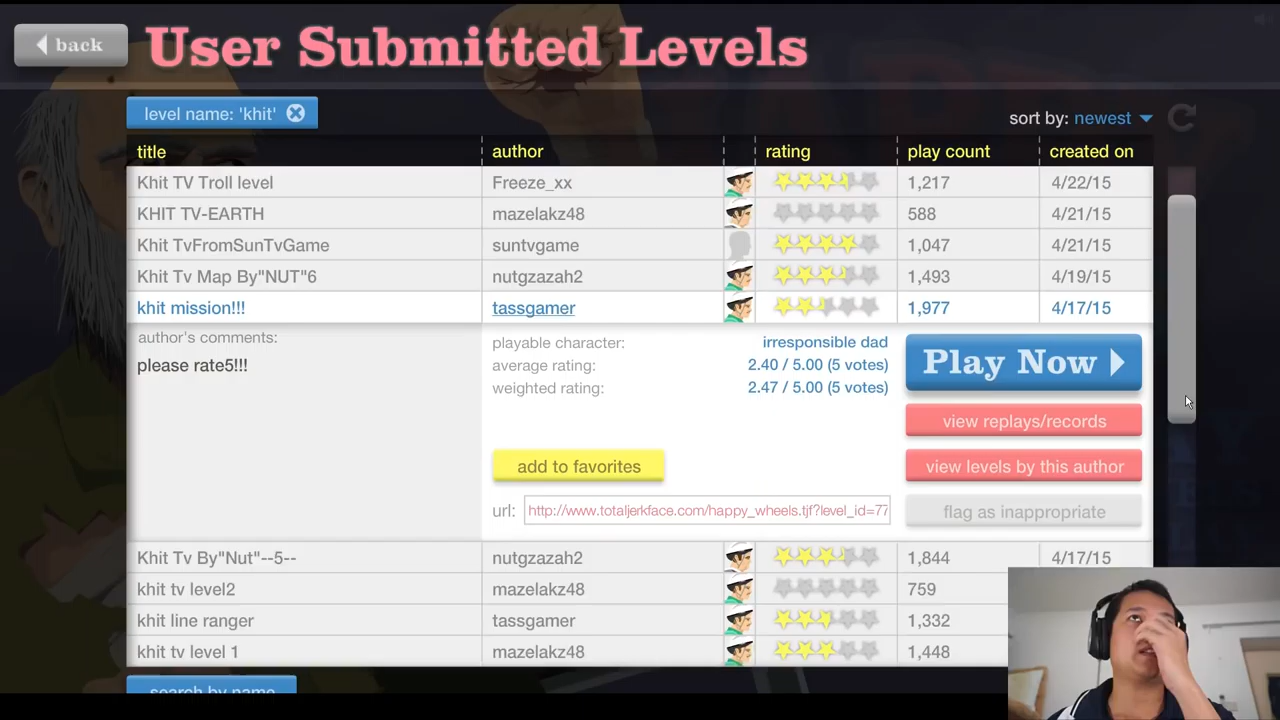 back
User Submitted Levels
level name: 'khit'
sort by: newest
title author rating play count created on
Khit TV Troll level Freeze_xx 1,217 4/22/15
KHIT TV-EARTH mazelakz48 588 4/21/15
Khit TvFromSunTvGame suntvgame 1,047 4/21/15
Khit Tv Map By"NUT"6 nutgzazah2 1,493 4/19/15
khit mission!!! tassgamer 1,977 4/17/15
author's comments:
please rate5!!!
playable character: irresponsible dad
average rating: 2.40 / 5.00 (5 votes)
weighted rating: 2.47 / 5.00 (5 votes)
add to favorites
url: http://www.totaljerkface.com/happy_wheels.tjf?level_id=77
Play Now
view replays/records
view levels by this author
flag as inappropriate
Khit Tv By"Nut"--5-- nutgzazah2 1,844 4/17/15
khit tv level2 mazelakz48 759
khit line ranger tassgamer 1,332
khit tv level 1 mazelakz48 1,448
search by name